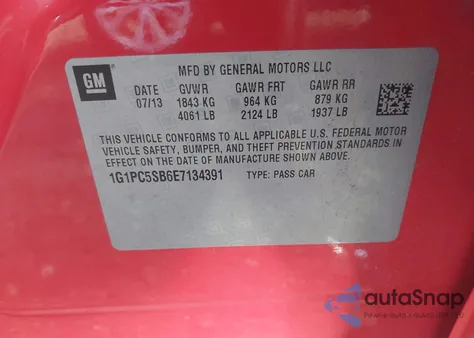 GM
MFD BY GENERAL MOTORS LLC
DATE GVWR GAWR FRT GAWR RR
07/13 1843 KG 964 KG 879 KG
4061 LB 2124 LB 1937 LB
THIS VEHICLE CONFORMS TO ALL APPLICABLE U.S. FEDERAL MOTOR
VEHICLE SAFETY, BUMPER, AND THEFT PREVENTION STANDARDS IN
EFFECT ON THE DATE OF MANUFACTURE SHOWN ABOVE.
1G1PC5SB6E7134391 TYPE: PASS CAR
autoSnap